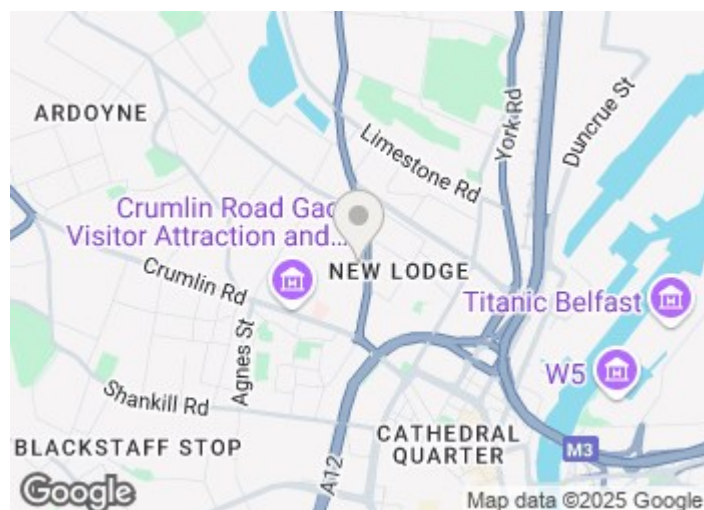 ARDOYNE
Limestone Rd
York Rd
Duncrue St
Crumlin Road Gao
Visitor Attraction and...
NEW LODGE
Crumlin Rd
Titanic Belfast
Agnes St
W5
Shankill Rd
BLACKSTAFF STOP
CATHEDRAL
QUARTER
M3
A12
Google
Map data ©2025 Google